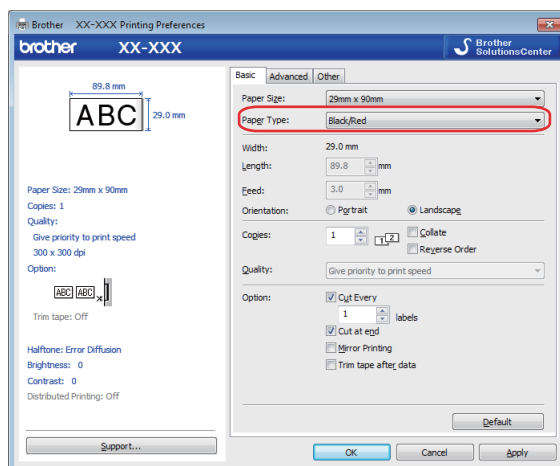 Brother XX-XXX Printing Preferences
brother XX-XXX
Brother
SolutionsCenter
89.8 mm
ABC
29.0 mm
Paper Size: 29mm x 90mm
Copies: 1
Quality:
Give priority to print speed
300 x 300 dpi
Option:
ABC ABC
Trim tape: Off
Halftone: Error Diffusion
Brightness: 0
Contrast: 0
Distributed Printing: Off
Support...
Basic Advanced Other
Paper Size: 29mm x 90mm
Paper Type: Black/Red
Width: 29.0 mm
Length: 89.8 mm
Feed: 3.0 mm
Orientation: Portrait Landscape
Copies: 1 1 2 Collate
Reverse Order
Quality: Give priority to print speed
Option: Cut Every
1 labels
Cut at end
Mirror Printing
Trim tape after data
Default
OK Cancel Apply